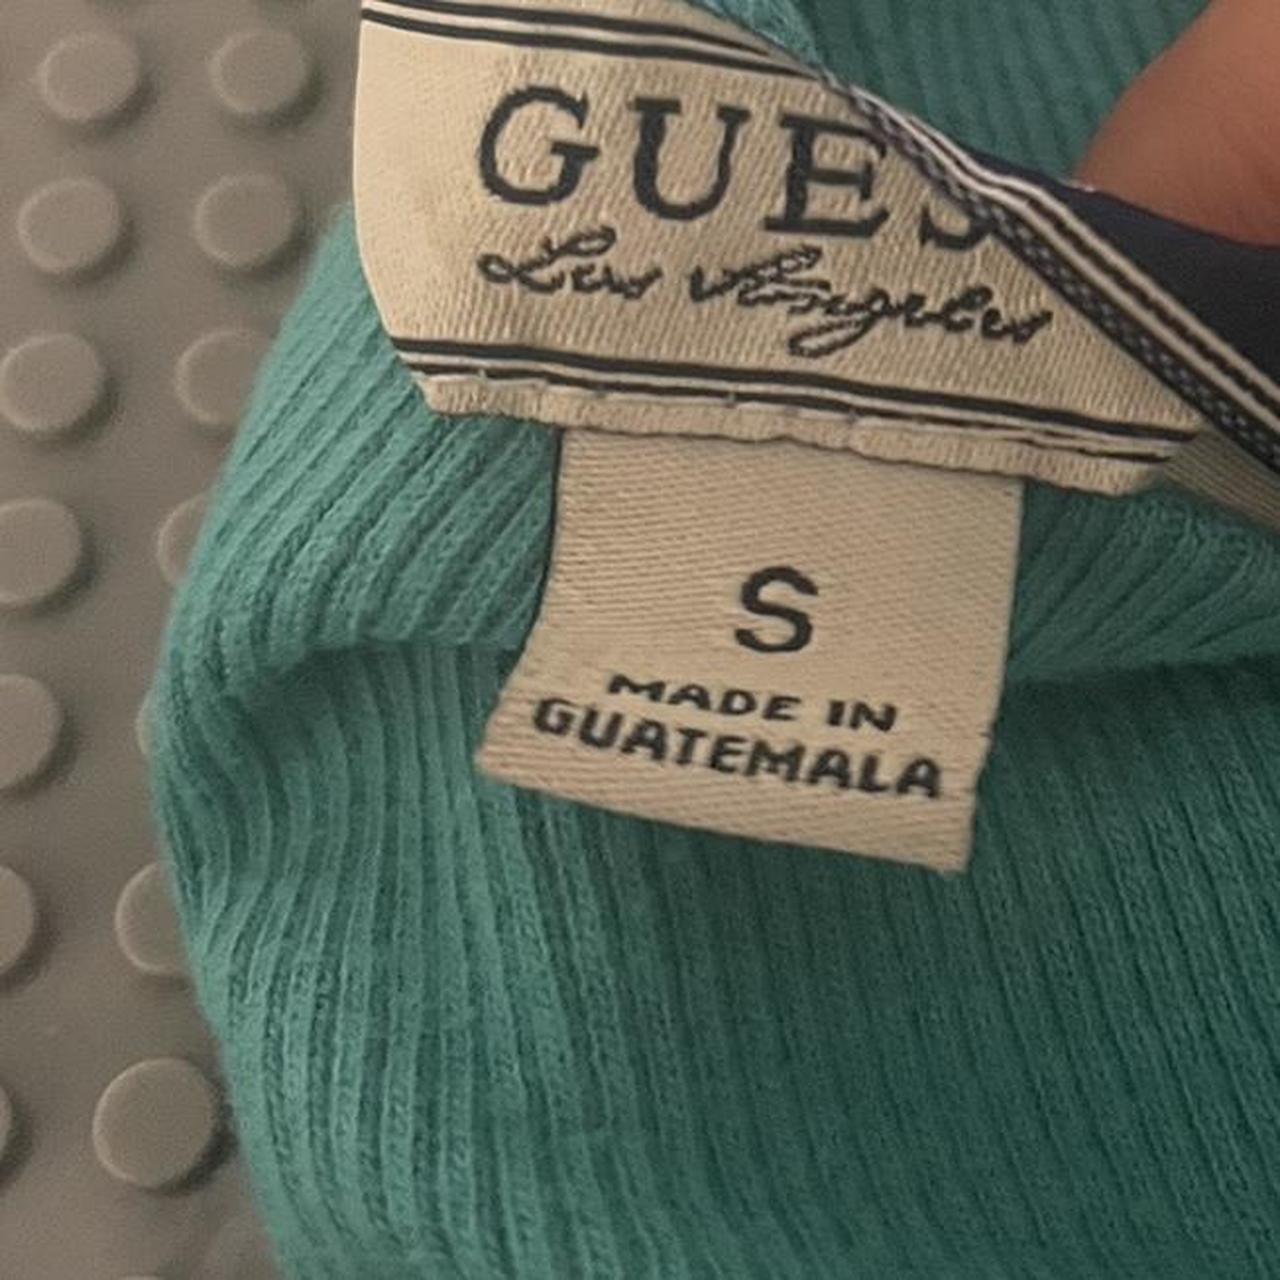 GUES
Los Angeles
S
MADE IN
GUATEMALA